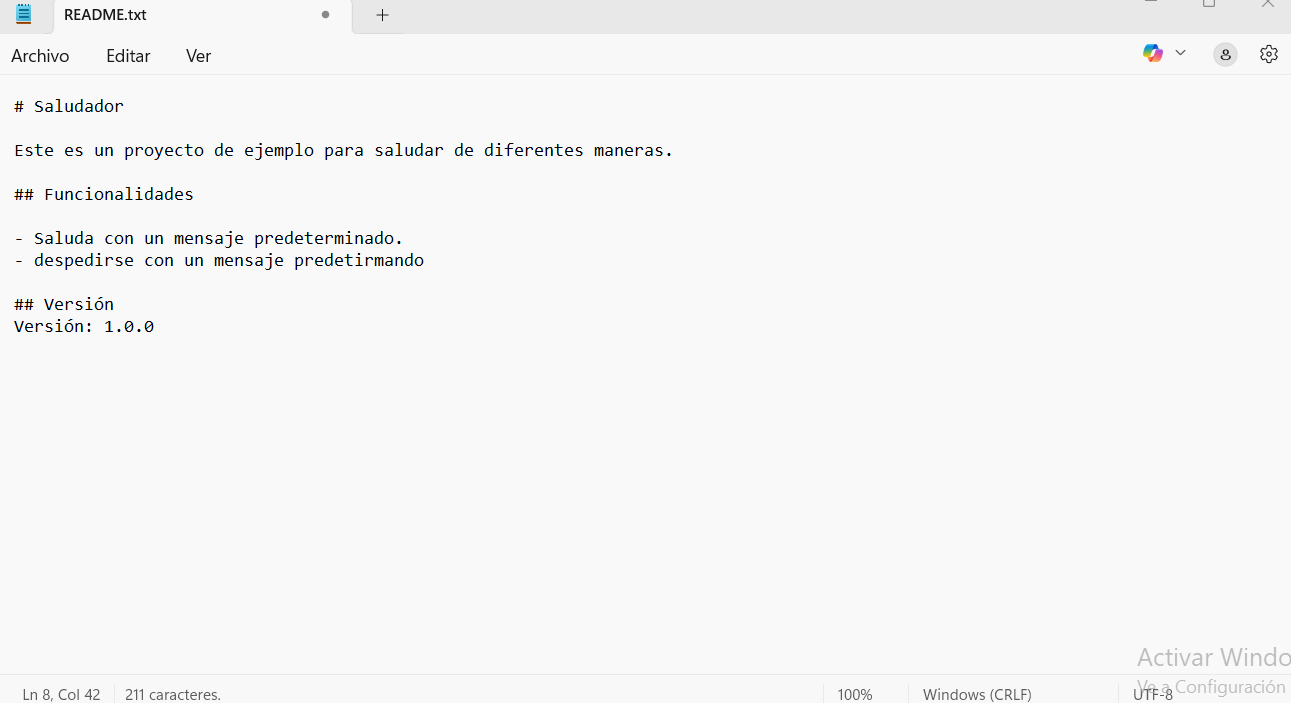 README.txt
Archivo Editar Ver
# Saludador
Este es un proyecto de ejemplo para saludar de diferentes maneras.
## Funcionalidades
- Saluda con un mensaje predeterminado.
- despedirse con un mensaje predetirmando
## Versión
Versión: 1.0.0
Activar Windo
Ve a Configuración
Ln 8, Col 42 211 caracteres. 100% Windows (CRLF) UTF-8